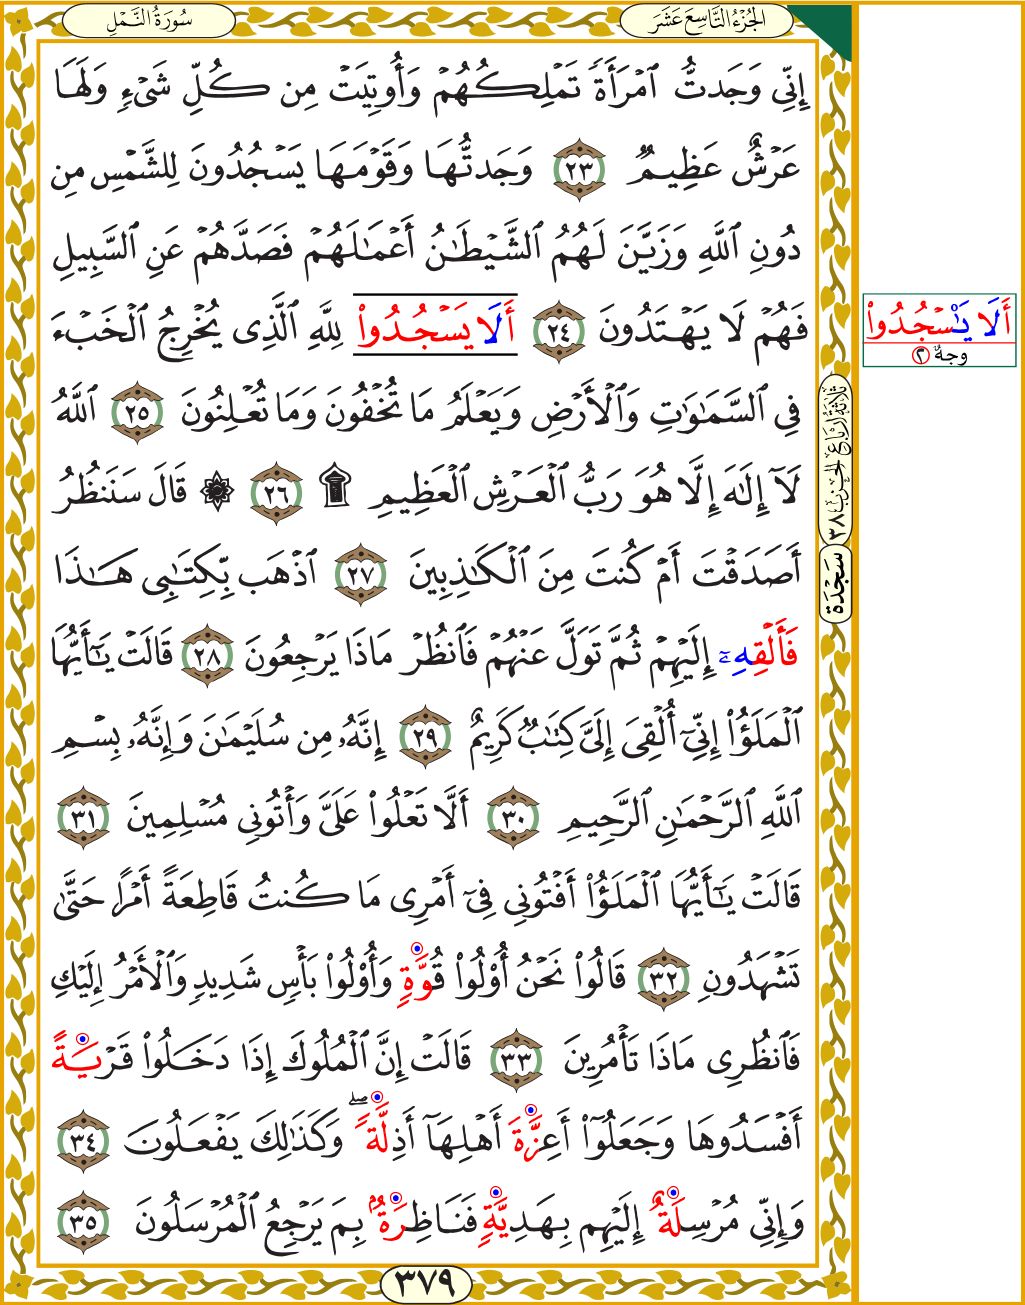 الجُزْءُ التَّاسِعَ عَشَرَ
سُورَةُ النَّمْلِ
إِنِّي وَجَدتُّ ٱمْرَأَةً تَمْلِكُهُمْ وَأُوتِيَتْ مِن كُلِّ شَيْءٍ وَلَهَا
عَرْشٌ عَظِيمٌ ٢٣ وَجَدتُّهَا وَقَوْمَهَا يَسْجُدُونَ لِلشَّمْسِ مِن
دُونِ ٱللَّهِ وَزَيَّنَ لَهُمُ ٱلشَّيْطَٰنُ أَعْمَٰلَهُمْ فَصَدَّهُمْ عَنِ ٱلسَّبِيلِ
فَهُمْ لَا يَهْتَدُونَ ٢٤ أَلَا يَسْجُدُوا۟ لِلَّهِ ٱلَّذِى يُخْرِجُ ٱلْخَبْءَ
فِي ٱلسَّمَٰوَٰتِ وَٱلْأَرْضِ وَيَعْلَمُ مَا تُخْفُونَ وَمَا تُعْلِنُونَ ٢٥ ٱللَّهُ
لَآ إِلَٰهَ إِلَّا هُوَ رَبُّ ٱلْعَرْشِ ٱلْعَظِيمِ ۩ ٢٦ ۞ قَالَ سَنَنظُرُ
أَصَدَقْتَ أَمْ كُنتَ مِنَ ٱلْكَٰذِبِينَ ٢٧ ٱذْهَب بِّكِتَٰبِي هَٰذَا
فَأَلْقِهِۦٓ إِلَيْهِمْ ثُمَّ تَوَلَّ عَنْهُمْ فَٱنظُرْ مَاذَا يَرْجِعُونَ ٢٨ قَالَتْ يَٰٓأَيُّهَا
ٱلْمَلَؤُا۟ إِنِّيٓ أُلْقِيَ إِلَيَّ كِتَٰبٌ كَرِيمٌ ٢٩ إِنَّهُۥ مِن سُلَيْمَٰنَ وَإِنَّهُۥ بِسْمِ
ٱللَّهِ ٱلرَّحْمَٰنِ ٱلرَّحِيمِ ٣٠ أَلَّا تَعْلُوا۟ عَلَيَّ وَأْتُونِي مُسْلِمِينَ ٣١
قَالَتْ يَٰٓأَيُّهَا ٱلْمَلَؤُا۟ أَفْتُونِي فِيٓ أَمْرِى مَا كُنتُ قَاطِعَةً أَمْرًا حَتَّىٰ
تَشْهَدُونِ ٣٢ قَالُوا۟ نَحْنُ أُو۟لُوا۟ قُوَّةٍ وَأُو۟لُوا۟ بَأْسٍ شَدِيدٍ وَٱلْأَمْرُ إِلَيْكِ
فَٱنظُرِى مَاذَا تَأْمُرِينَ ٣٣ قَالَتْ إِنَّ ٱلْمُلُوكَ إِذَا دَخَلُوا۟ قَرْيَةً
أَفْسَدُوهَا وَجَعَلُوٓا۟ أَعِزَّةَ أَهْلِهَآ أَذِلَّةً ۖ وَكَذَٰلِكَ يَفْعَلُونَ ٣٤
وَإِنِّي مُرْسِلَةٌ إِلَيْهِم بِهَدِيَّةٍ فَنَاظِرَةٌۢ بِمَ يَرْجِعُ ٱلْمُرْسَلُونَ ٣٥
٣٧٩
أَلَا يَٰٓسْجُدُوا۟
وجهٌ ٢
ثلاثة أرباع الحزب ٣٨
سَجْدَة